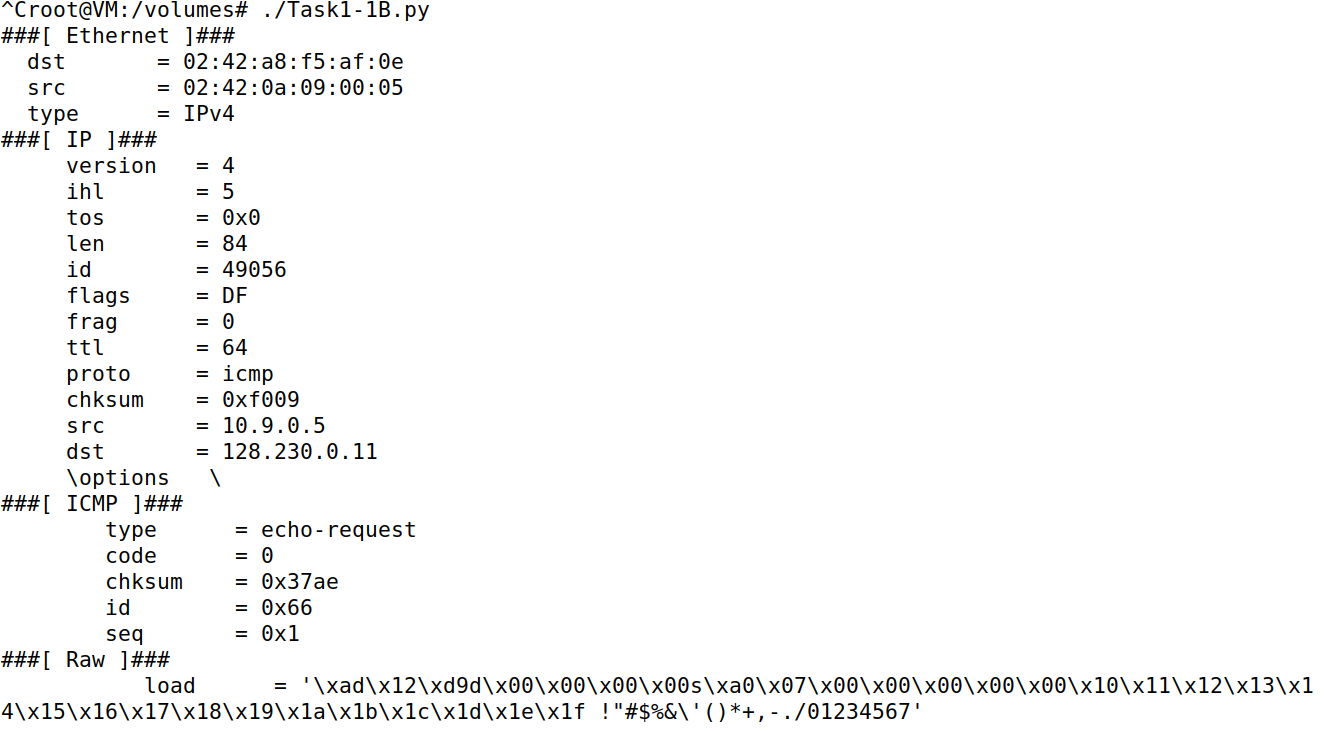 ^Croot@VM:/volumes# ./Task1-1B.py
###[ Ethernet ]###
  dst       = 02:42:a8:f5:af:0e
  src       = 02:42:0a:09:00:05
  type      = IPv4
###[ IP ]###
     version   = 4
     ihl       = 5
     tos       = 0x0
     len       = 84
     id        = 49056
     flags     = DF
     frag      = 0
     ttl       = 64
     proto     = icmp
     chksum    = 0xf009
     src       = 10.9.0.5
     dst       = 128.230.0.11
     \options   \
###[ ICMP ]###
        type      = echo-request
        code      = 0
        chksum    = 0x37ae
        id        = 0x66
        seq       = 0x1
###[ Raw ]###
           load      = '\xad\x12\xd9d\x00\x00\x00\x00s\xa0\x07\x00\x00\x00\x00\x00\x10\x11\x12\x13\x1
4\x15\x16\x17\x18\x19\x1a\x1b\x1c\x1d\x1e\x1f !"#$%&\'()*+,-./01234567'